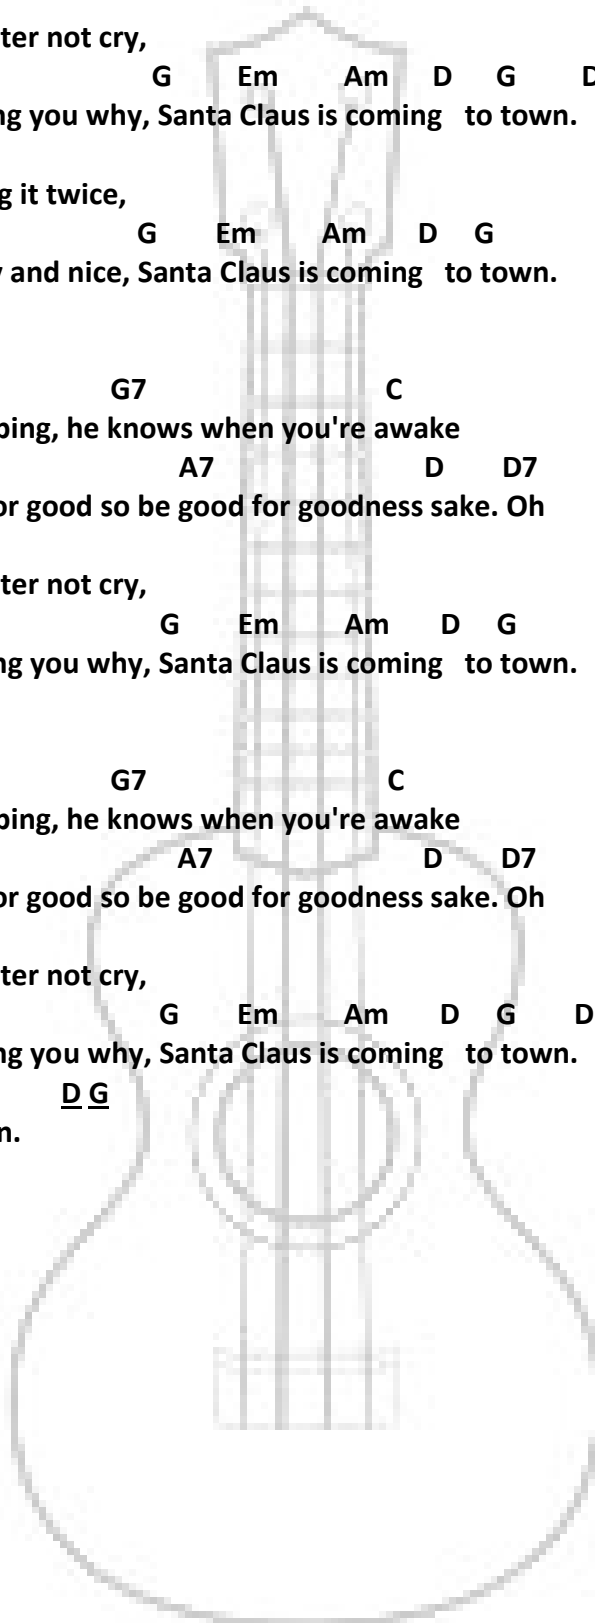 ter not cry,
G Em Am D G D
ng you why, Santa Claus is coming to town.
g it twice,
G Em Am D G
y and nice, Santa Claus is coming to town.
G7 C
ping, he knows when you're awake
A7 D D7
or good so be good for goodness sake. Oh
ter not cry,
G Em Am D G
ng you why, Santa Claus is coming to town.
G7 C
ping, he knows when you're awake
A7 D D7
or good so be good for goodness sake. Oh
ter not cry,
G Em Am D G D
ng you why, Santa Claus is coming to town.
D G
n.